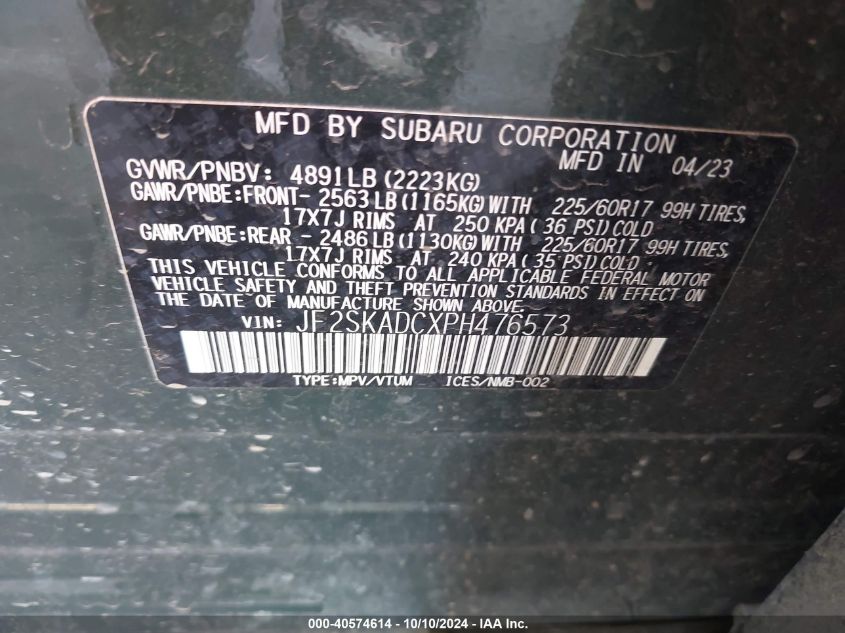 MFD BY SUBARU CORPORATION
MFD IN 04/23
GVWR/PNBV: 4891LB (2223KG)
GAWR/PNBE:FRONT- 2563 LB (1165KG) WITH 225/60R17 99H TIRES,
17X7J RIMS AT 250 KPA ( 36 PSI) COLD
GAWR/PNBE:REAR - 2486 LB (1130KG) WITH 225/60R17 99H TIRES,
17X7J RIMS AT 240 KPA ( 35 PSI) COLD.
THIS VEHICLE CONFORMS TO ALL APPLICABLE FEDERAL MOTOR
VEHICLE SAFETY AND THEFT PREVENTION STANDARDS IN EFFECT ON
THE DATE OF MANUFACTURE SHOWN ABOVE.
VIN: JF2SKADCXPH476573
TYPE:MPV/VTUM ICES/NMB-002
000-40574614 - 10/10/2024 - IAA Inc.